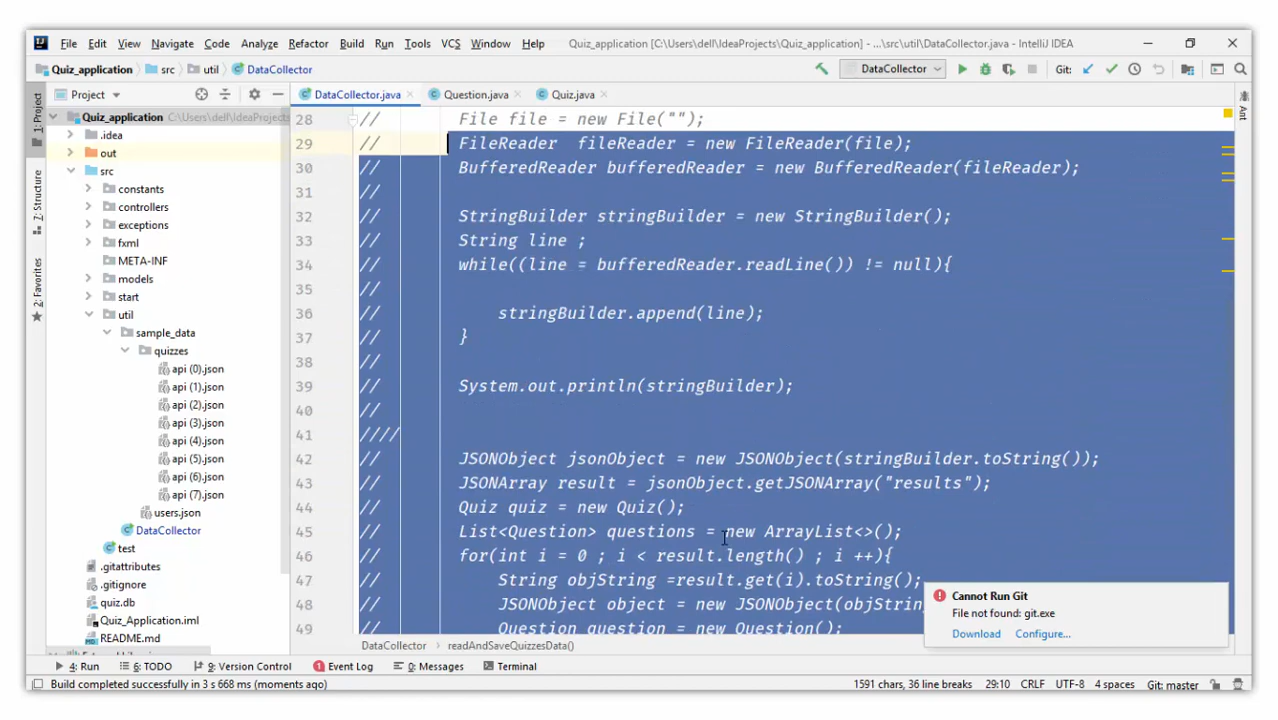 File Edit View Navigate Code Analyze Refactor Build Run Tools VCS Window Help Quiz_application [C:\Users\dell\IdeaProjects\Quiz_application] - ...\src\util\DataCollector.java - IntelliJ IDEA
Quiz_application src util DataCollector DataCollector Git:
Project DataCollector.java Question.java Quiz.java
1: Project
Z: Structure
2: Favorites
Ant
Quiz_application C:\Users\dell\IdeaProjects
.idea
out
src
constants
controllers
exceptions
fxml
META-INF
models
start
util
sample_data
quizzes
api (0).json
api (1).json
api (2).json
api (3).json
api (4).json
api (5).json
api (6).json
api (7).json
users.json
DataCollector
test
.gitattributes
.gitignore
quiz.db
Quiz_Application.iml
README.md
28 // File file = new File("");
29 // FileReader fileReader = new FileReader(file);
30 // BufferedReader bufferedReader = new BufferedReader(fileReader);
31 //
32 // StringBuilder stringBuilder = new StringBuilder();
33 // String line ;
34 // while((line = bufferedReader.readLine()) != null){
35 //
36 // stringBuilder.append(line);
37 // }
38 //
39 // System.out.println(stringBuilder);
40 //
41 ////
42 // JSONObject jsonObject = new JSONObject(stringBuilder.toString());
43 // JSONArray result = jsonObject.getJSONArray("results");
44 // Quiz quiz = new Quiz();
45 // List<Question> questions = new ArrayList<>();
46 // for(int i = 0 ; i < result.length() ; i ++){
47 // String objString =result.get(i).toString();
48 // JSONObject object = new JSONObject(objStrin
49 // Question question = new Question();
Cannot Run Git
File not found: git.exe
Download Configure...
DataCollector readAndSaveQuizzesData()
4: Run 6: TODO 9: Version Control 1 Event Log 0: Messages Terminal
Build completed successfully in 3 s 668 ms (moments ago) 1591 chars, 36 line breaks 29:10 CRLF UTF-8 4 spaces Git: master